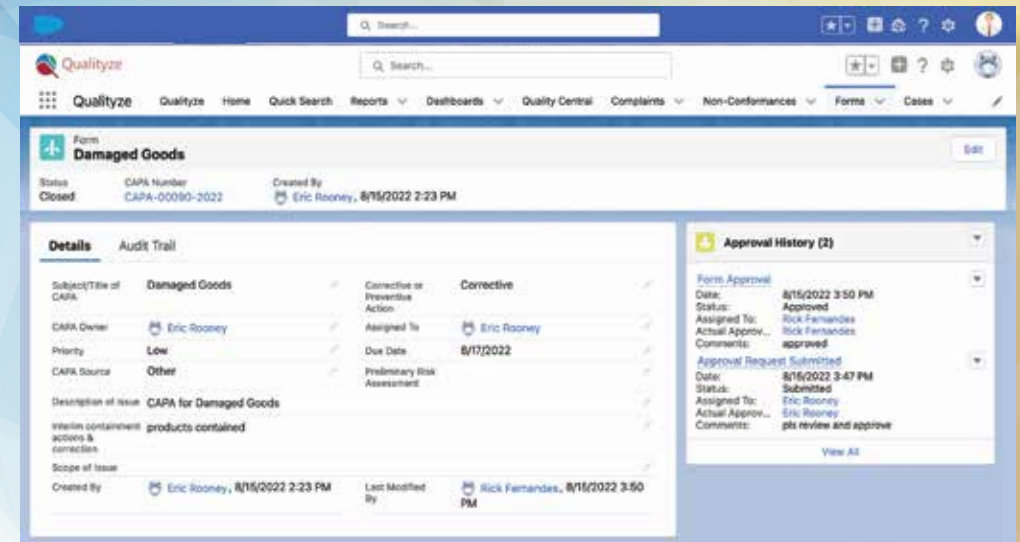 Search...
Qualityze
Search...
Qualityze Qualityze Home Quick Search Reports Dashboards Quality Central Complaints Non-Conformances Forms Cases
Form
Damaged Goods
Edit
Status CAPA Number Created By
Closed CAPA-00090-2022 Eric Rooney, 8/15/2022 2:23 PM
Details Audit Trail
Subject/Title of CAPA Damaged Goods
Corrective or Preventive Action Corrective
CAPA Owner Eric Rooney
Assigned To Eric Rooney
Priority Low
Due Date 8/17/2022
CAPA Source Other
Preliminary Risk Assessment
Description of Issue CAPA for Damaged Goods
Interim containment actions & correction products contained
Scope of Issue
Created By Eric Rooney, 8/15/2022 2:23 PM
Last Modified By Rick Fernandes, 8/15/2022 3:50 PM
Approval History (2)
Form Approval
Date: 8/15/2022 3:50 PM
Status: Approved
Assigned To: Rick Fernandes
Actual Approv... Rick Fernandes
Comments: approved
Approval Request Submitted
Date: 8/15/2022 3:47 PM
Status: Submitted
Assigned To: Eric Rooney
Actual Approv... Eric Rooney
Comments: pls review and approve
View All